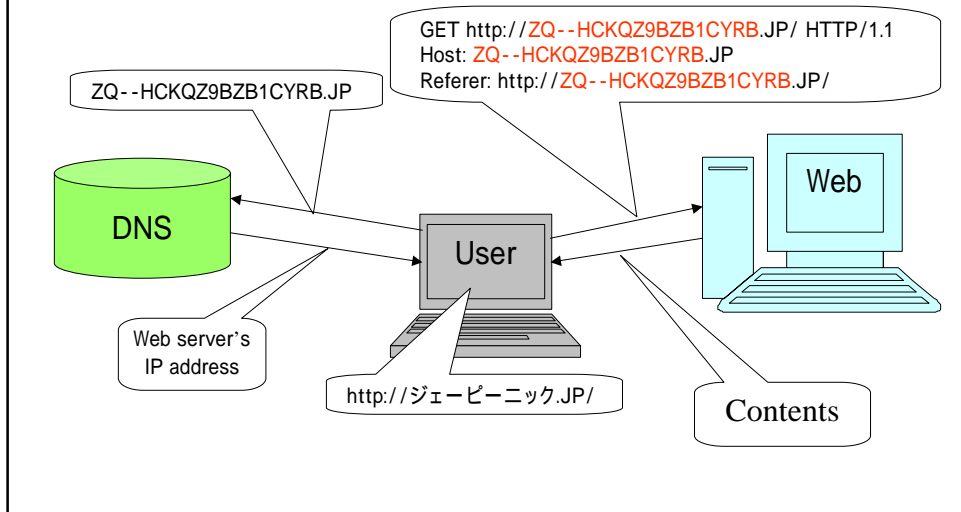 GET http://ZQ--HCKQZ9BZB1CYRB.JP/ HTTP/1.1
Host: ZQ--HCKQZ9BZB1CYRB.JP
Referer: http://ZQ--HCKQZ9BZB1CYRB.JP/
ZQ--HCKQZ9BZB1CYRB.JP
DNS
User
Web
Web server's
IP address
http://ジェーピーニック.JP/
Contents